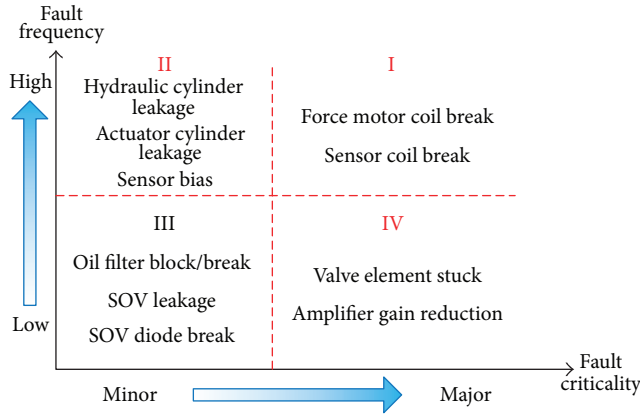 Fault
frequency
High
Low
II
Hydraulic cylinder
leakage
Actuator cylinder
leakage
Sensor bias
I
Force motor coil break
Sensor coil break
III
Oil filter block/break
SOV leakage
SOV diode break
IV
Valve element stuck
Amplifier gain reduction
Minor
Major
Fault
criticality